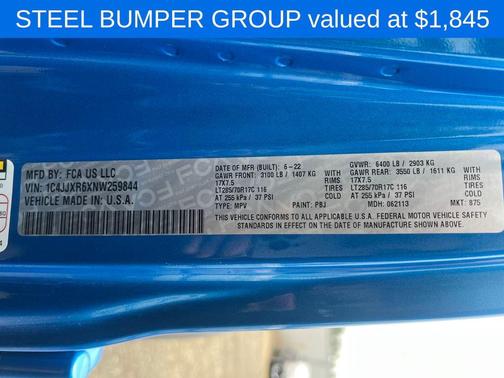 STEEL BUMPER GROUP valued at $1,845
MFD BY: FCA US LLC
VIN: 1C4JJXR6XNW259844
VEHICLE MADE IN: U.S.A.
DATE OF MFD (BUILT): 6-22
GAWR FRONT: 3100 LB / 1407 KG WITH
17X7.5 RIMS
LT285/70R17C 116 TIRES
AT 255 kPa / 37 PSI COLD
TYPE: MPV
GVWR: 6400 LB / 2903 KG
GAWR REAR: 3550 LB / 1611 KG WITH
17X7.5 RIMS
LT285/70R17C 116 TIRES
AT 255 kPa / 37 PSI COLD
PAINT: PBJ MDH: 062113 MKT: 875
THIS VEHICLE CONFORMS TO ALL APPLICABLE U.S.A. FEDERAL MOTOR VEHICLE SAFETY
STANDARDS IN EFFECT ON THE DATE OF MANUFACTURE SHOWN ABOVE